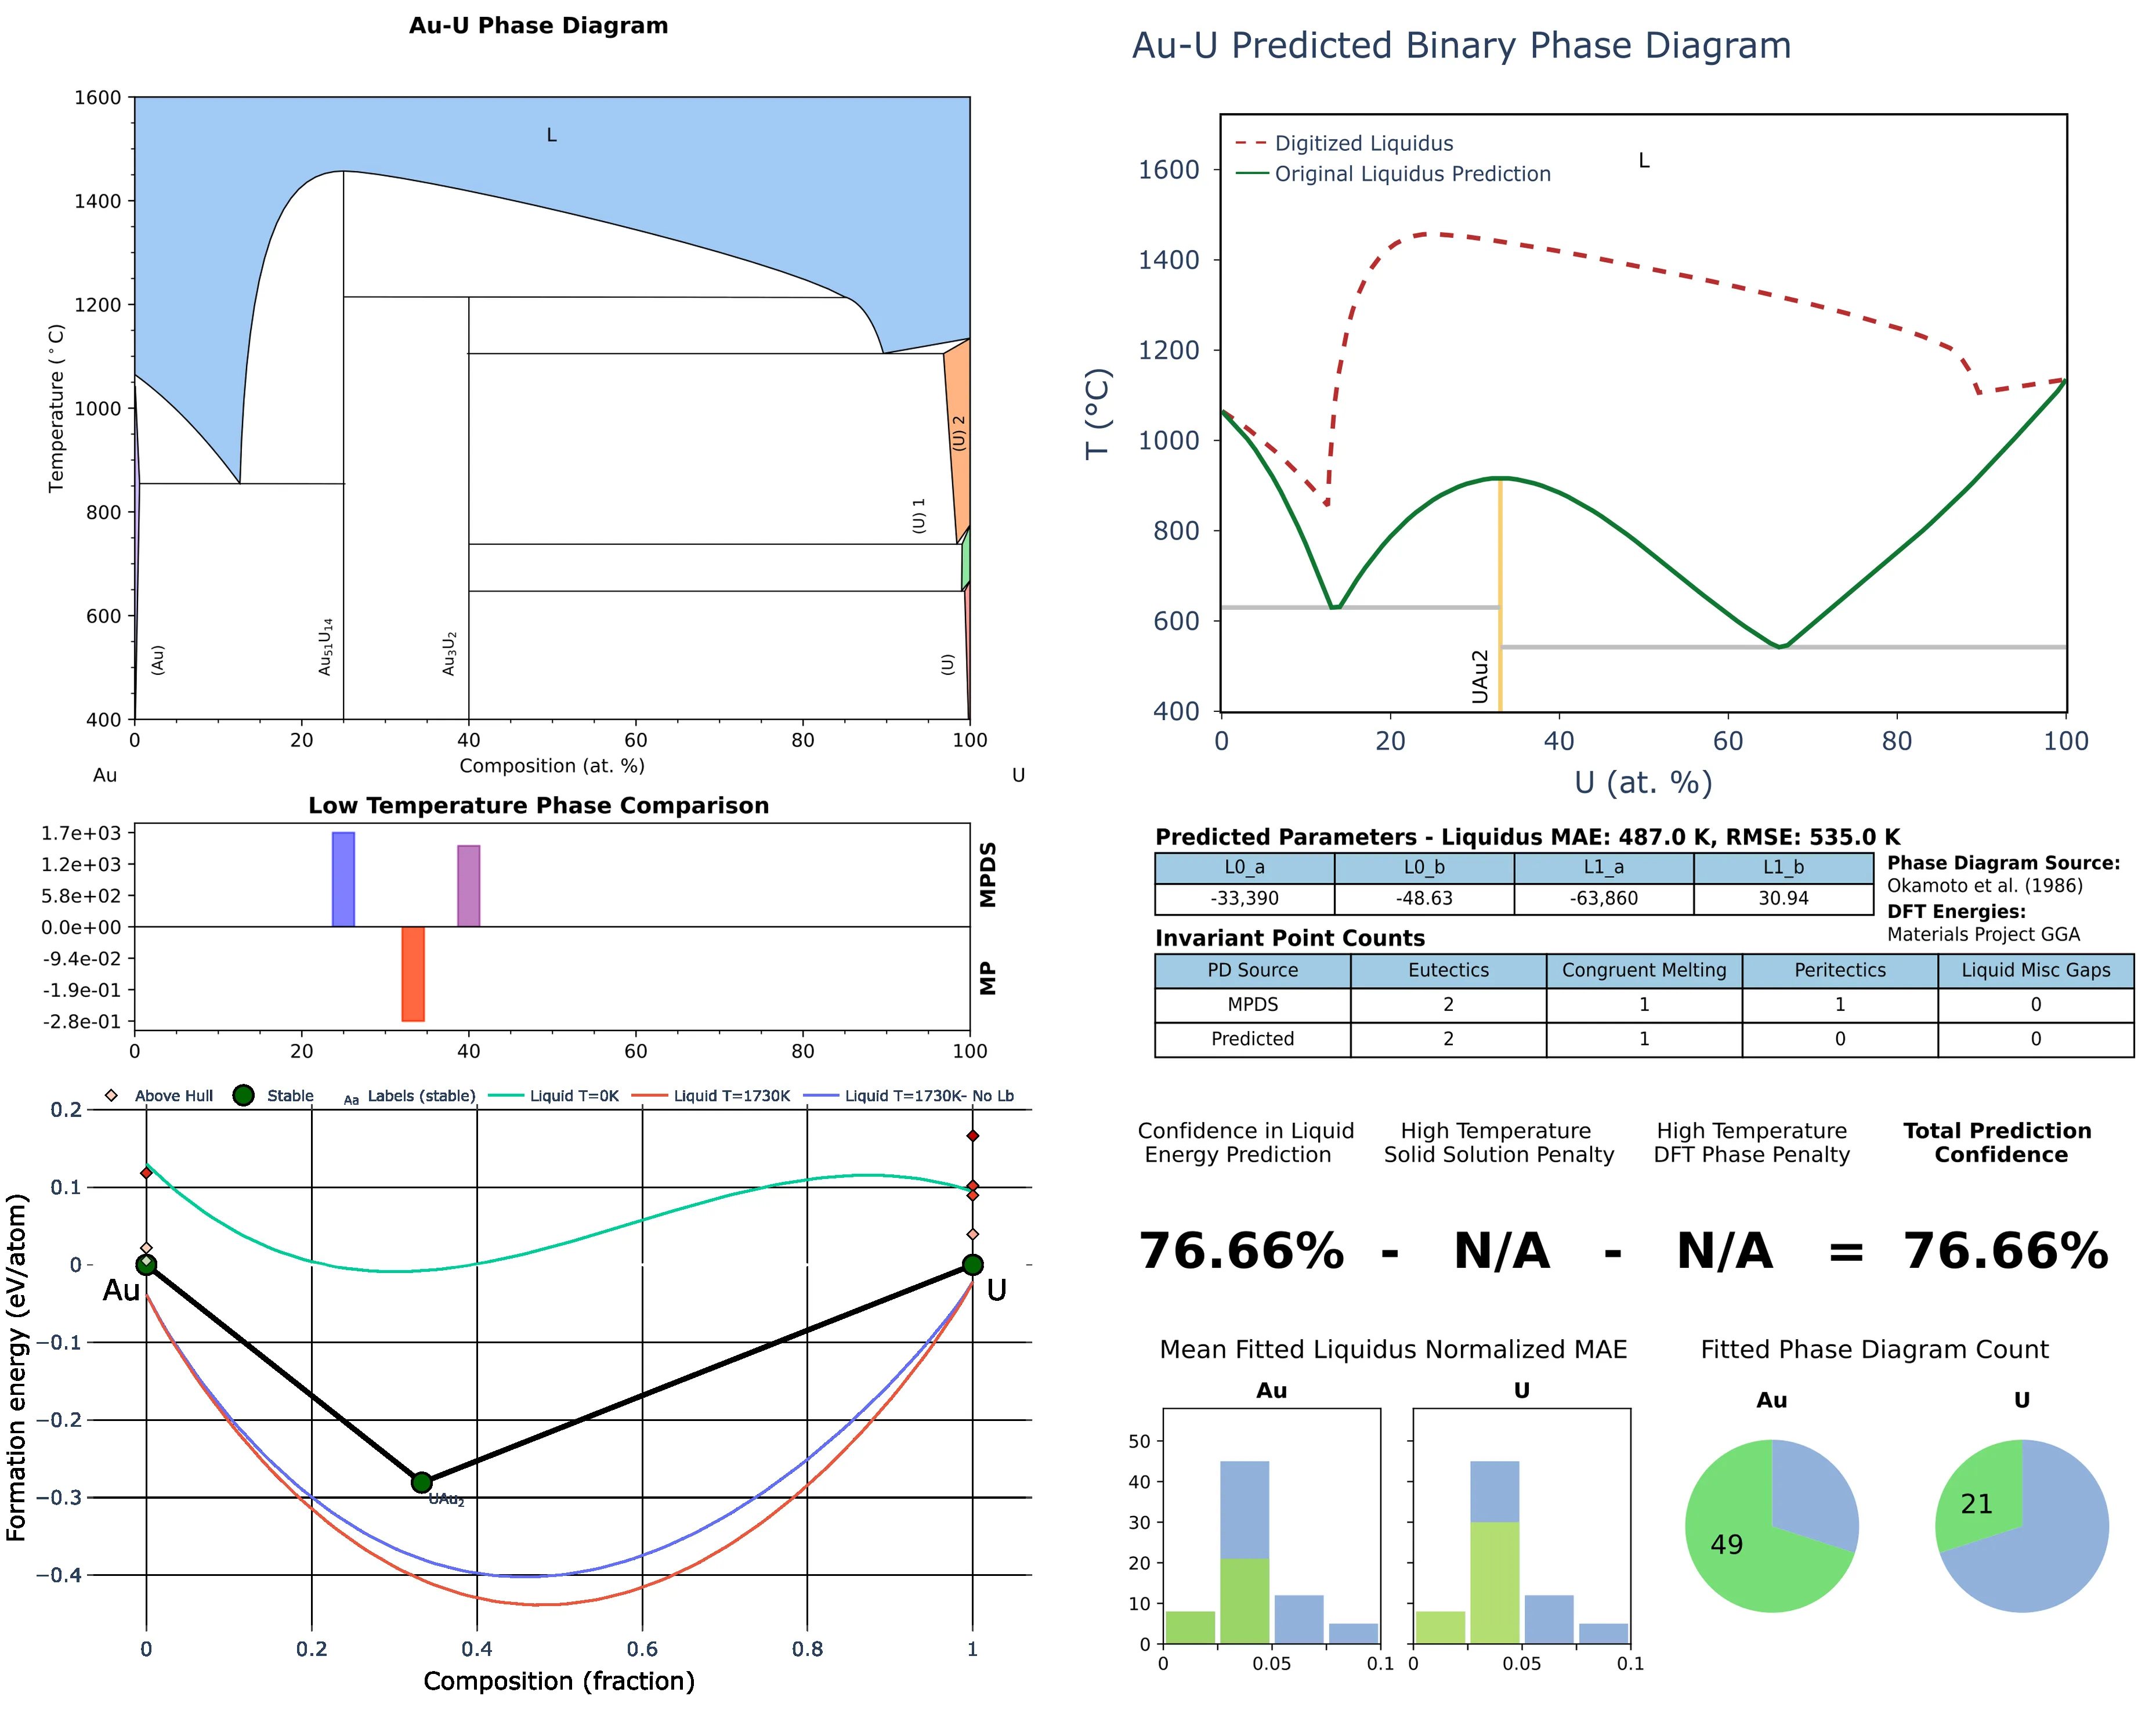 Au-U Phase Diagram
1600
1400
1200
1000
800
600
400
Temperature (°C)
L
(Au)
Au51U14
Au3U2
(U) 1
(U) 2
(U)
0 20 40 60 80 100
Composition (at. %)
Au U
Low Temperature Phase Comparison
1.7e+03
1.2e+03
5.8e+02
0.0e+00
-9.4e-02
-1.9e-01
-2.8e-01
MPDS
MP
0 20 40 60 80 100
Above Hull Stable Aa Labels (stable) Liquid T=0K Liquid T=1730K Liquid T=1730K- No Lb
0.2
0.1
0
−0.1
−0.2
−0.3
−0.4
Formation energy (eV/atom)
Au
U
UAu2
0 0.2 0.4 0.6 0.8 1
Composition (fraction)
Au-U Predicted Binary Phase Diagram
Digitized Liquidus
Original Liquidus Prediction
L
1600
1400
1200
1000
800
600
400
T (°C)
UAu2
0 20 40 60 80 100
U (at. %)
Predicted Parameters - Liquidus MAE: 487.0 K, RMSE: 535.0 K
L0_a L0_b L1_a L1_b
-33,390 -48.63 -63,860 30.94
Phase Diagram Source:
Okamoto et al. (1986)
DFT Energies:
Materials Project GGA
Invariant Point Counts
PD Source Eutectics Congruent Melting Peritectics Liquid Misc Gaps
MPDS 2 1 1 0
Predicted 2 1 0 0
Confidence in Liquid
Energy Prediction
High Temperature
Solid Solution Penalty
High Temperature
DFT Phase Penalty
Total Prediction
Confidence
76.66% - N/A - N/A = 76.66%
Mean Fitted Liquidus Normalized MAE
Au U
50
40
30
20
10
0
0 0.05 0.1
0 0.05 0.1
Fitted Phase Diagram Count
Au U
49
21